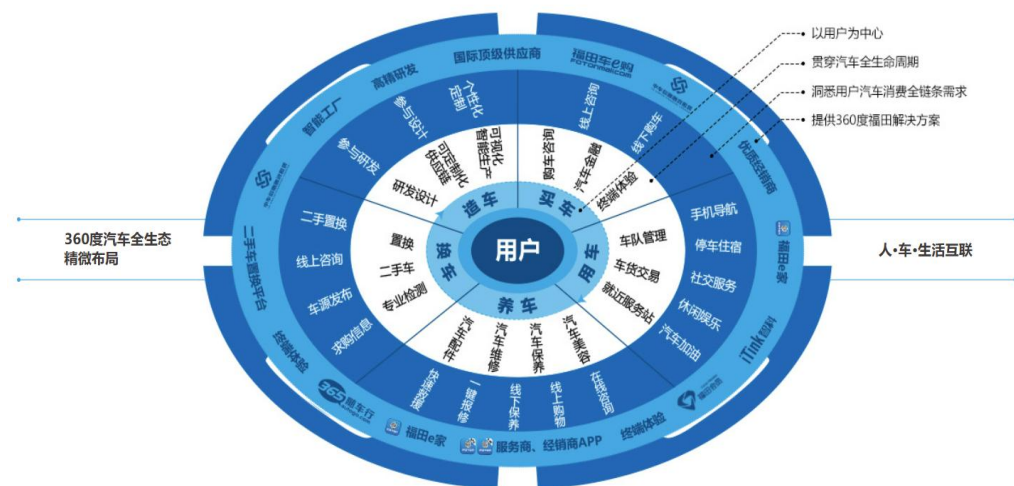 以用户为中心
贯穿汽车全生命周期
洞悉用户汽车消费全链条需求
提供360度福田解决方案
360度汽车全生态
精微布局
人·车·生活互联
用户
造车
买车
用车
养车
换车
研发设计
可定制化
供应链
可视化
智能生产
购车咨询
汽车金融
终端体验
车队管理
车货交易
就近服务站
汽车美容
汽车保养
汽车维修
汽车配件
专业检测
二手车
置换
参与研发
参与设计
个性化
定制
线上咨询
线下购车
手机导航
停车住宿
社交服务
休闲娱乐
汽车加油
在线咨询
线上购物
线下保养
一键报修
快速救援
求购信息
车源发布
线上咨询
二手置换
智能工厂
高精研发
国际顶级供应商
福田车e购
FOTONMALL.COM
优质经销商
福田e家
iTink智科
终端体验
服务商、经销商APP
福田e家
365酷车行
终端体验
二手车置换平台